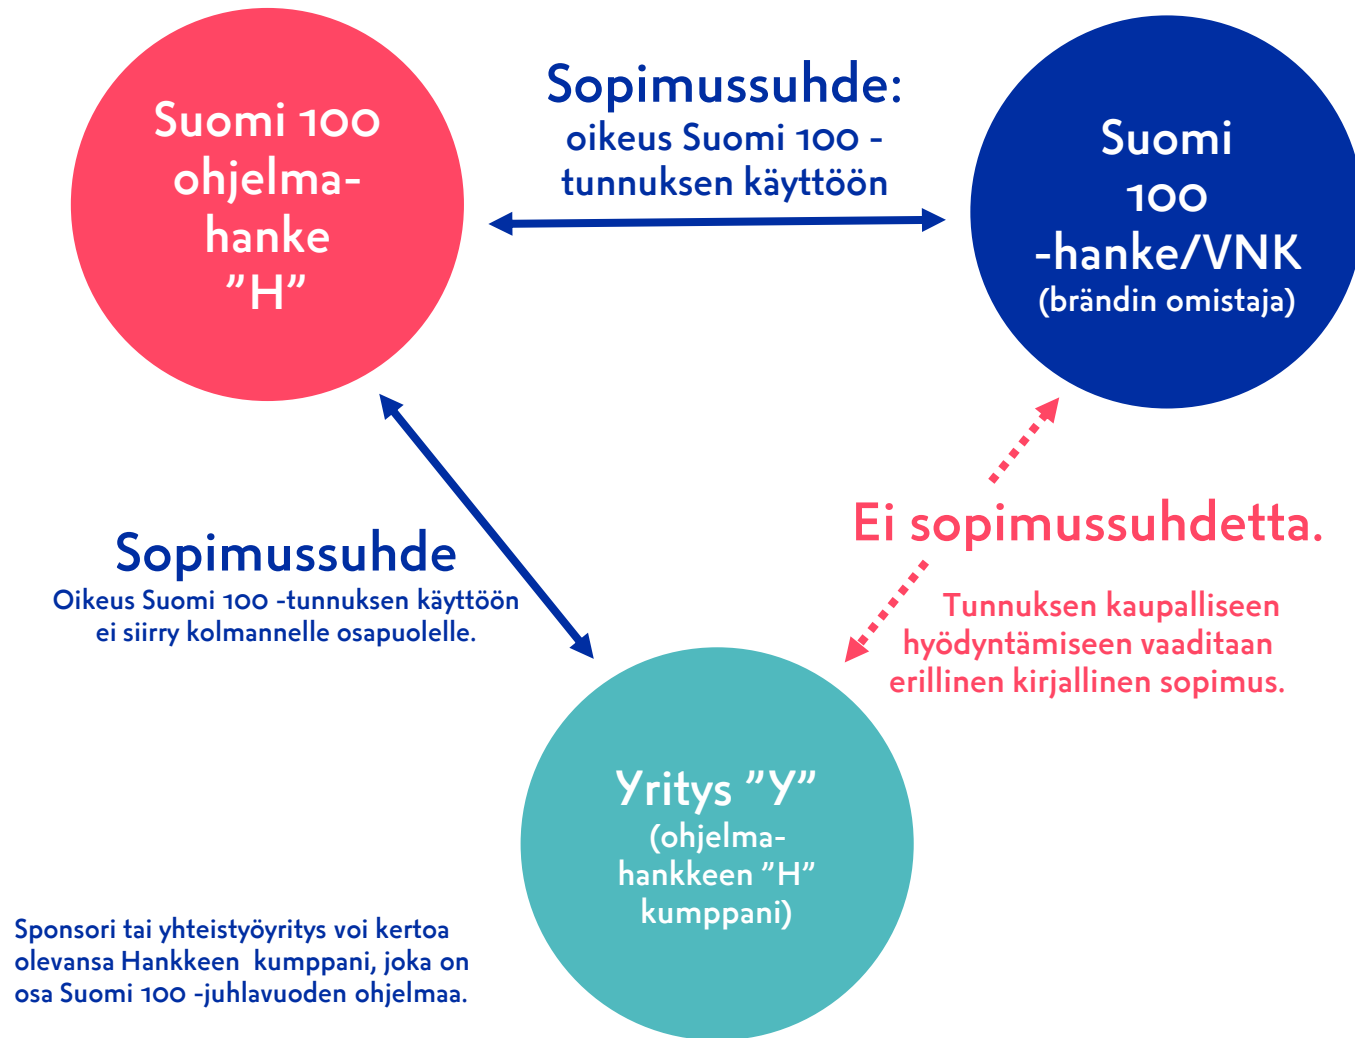 Suomi 100
ohjelma-
hanke
”H”
Sopimussuhde:
oikeus Suomi 100 -
tunnuksen käyttöön
Suomi
100
-hanke/VNK
(brändin omistaja)
Sopimussuhde
Oikeus Suomi 100 -tunnuksen käyttöön
ei siirry kolmannelle osapuolelle.
Ei sopimussuhdetta.
Tunnuksen kaupalliseen
hyödyntämiseen vaaditaan
erillinen kirjallinen sopimus.
Yritys ”Y”
(ohjelma-
hankkeen ”H”
kumppani)
Sponsori tai yhteistyöyritys voi kertoa
olevansa Hankkeen kumppani, joka on
osa Suomi 100 -juhlavuoden ohjelmaa.